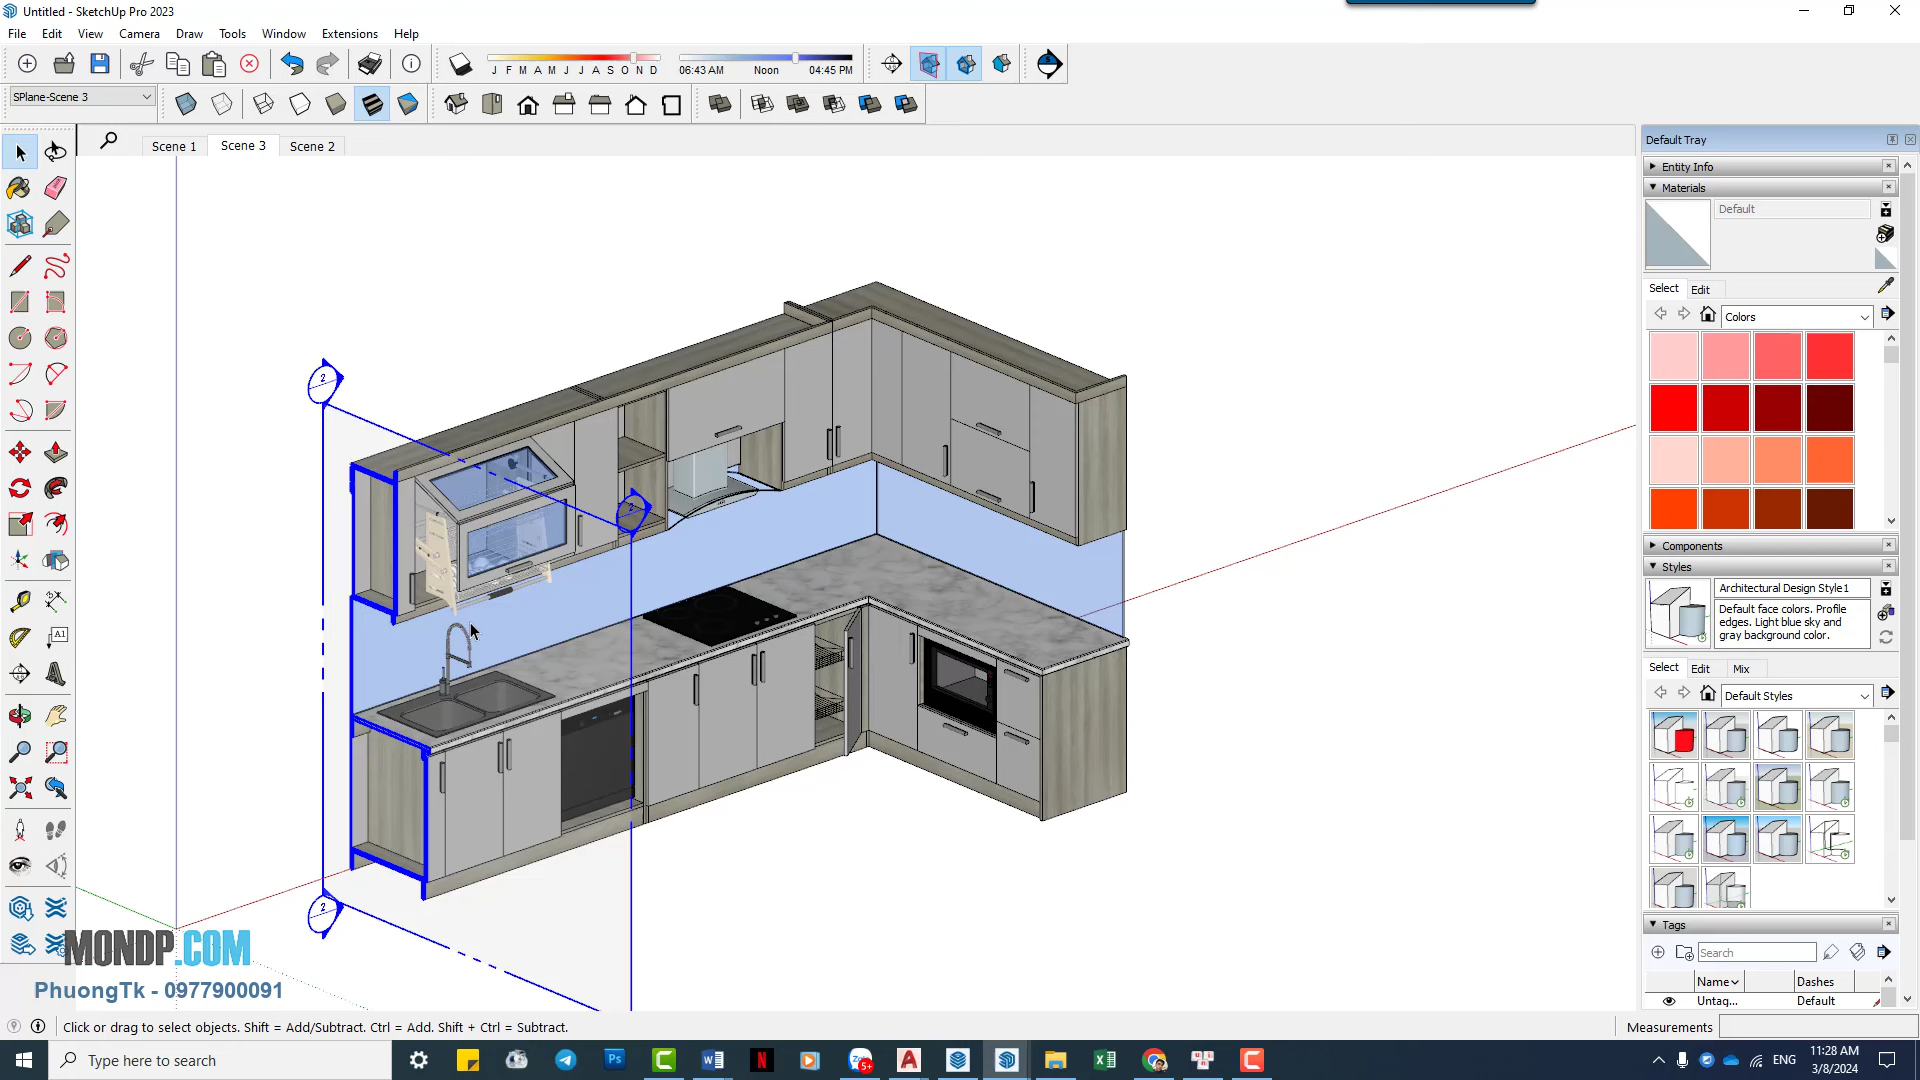 Untitled - SketchUp Pro 2023
File Edit View Camera Draw Tools Window Extensions Help
J F M A M J J A S O N D
06:43 AM Noon 04:45 PM
SPlane-Scene 3
Scene 1 Scene 3 Scene 2
Default Tray
Entity Info
Materials
Default
Select Edit
Colors
Components
Styles
Architectural Design Style1
Default face colors. Profile
edges. Light blue sky and
gray background color.
Select Edit Mix
Default Styles
Tags
Search
Name Dashes
Untag... Default
2
2
2
A1
MONDP.COM
PhuongTk - 0977900091
Click or drag to select objects. Shift = Add/Subtract. Ctrl = Add. Shift + Ctrl = Subtract.
Measurements
Type here to search
ENG
11:28 AM
3/8/2024